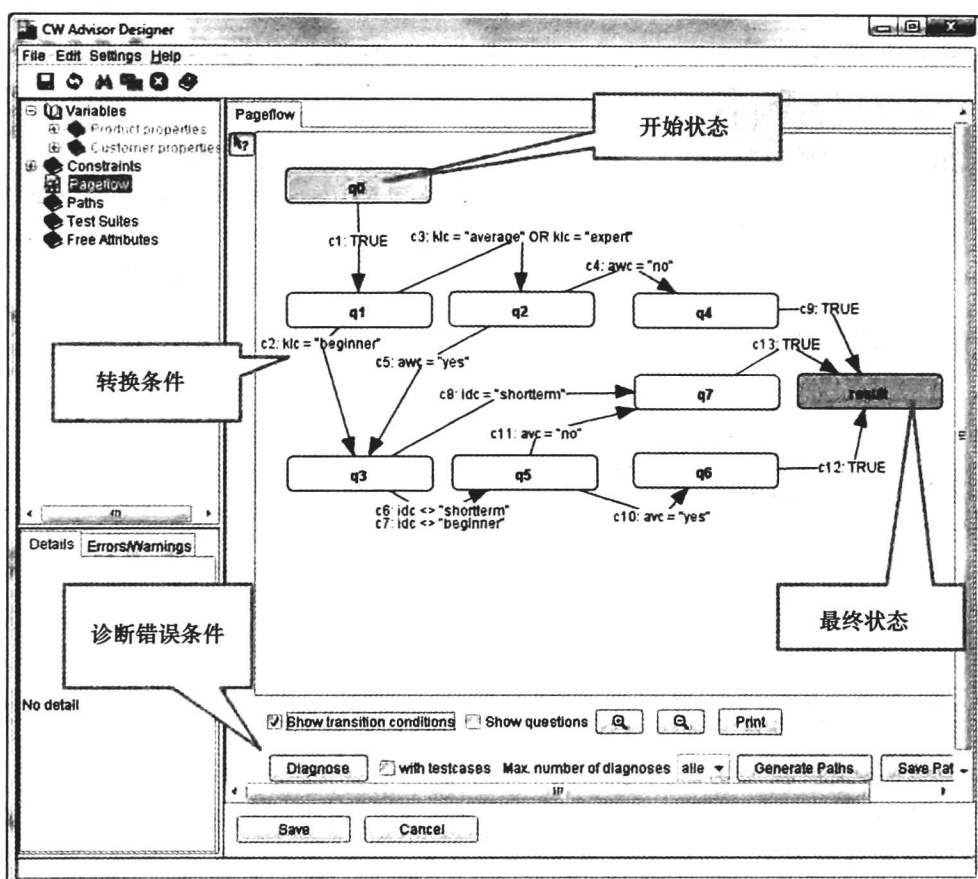 CW Advisor Designer
File Edit Settings Help
Variables
Product properties
Customer properties
Constraints
Pageflow
Paths
Test Suites
Free Attributes
Pageflow
开始状态
q0
c1: TRUE
c3: klc = "average" OR klc = "expert"
c4: awc = "no"
q1
q2
q4
c9: TRUE
c2: klc = "beginner"
c5: awc = "yes"
c13: TRUE
转换条件
c8: idc = "shortterm"
q7
result
c11: avc = "no"
q3
q5
q6
c12: TRUE
c6: idc <> "shortterm"
c7: idc <> "beginner"
c10: avc = "yes"
Details
Errors/Warnings
诊断错误条件
最终状态
No detail
Show transition conditions
Show questions
Print
Diagnose
with testcases
Max. number of diagnoses
alle
Generate Paths
Save Pat
Save
Cancel